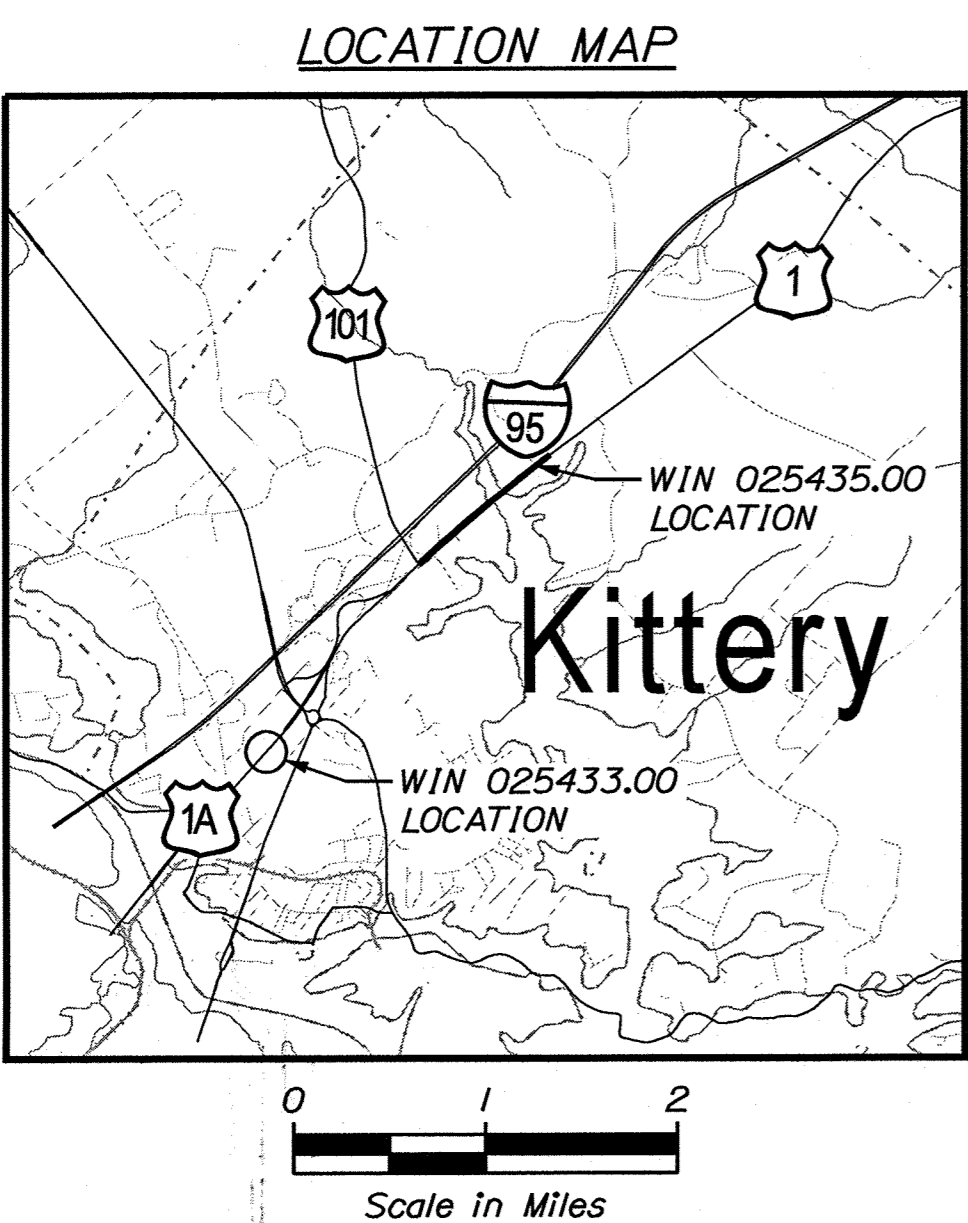 LOCATION MAP
101
1
95
WIN 025435.00
LOCATION
Kittery
WIN 025433.00
LOCATION
1A
0 1 2
Scale in Miles